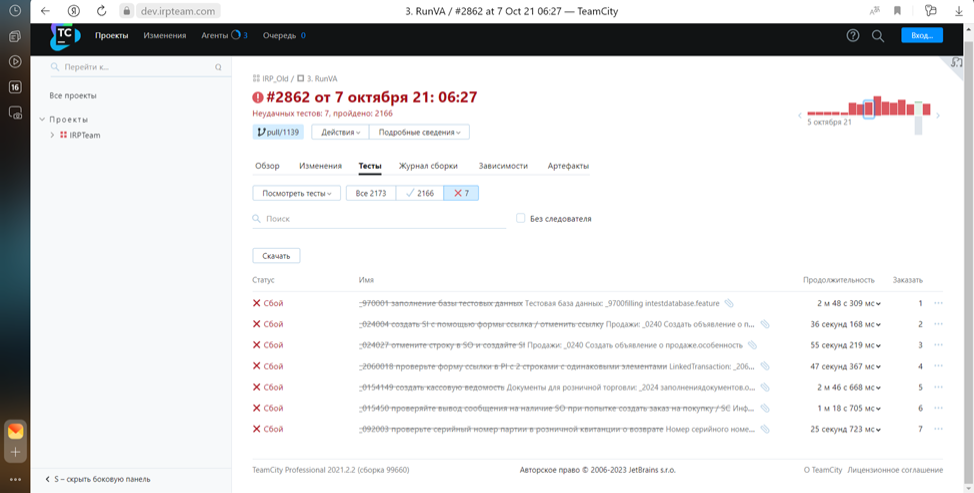 dev.irpteam.com
3. RunVA / #2862 at 7 Oct 21 06:27 — TeamCity
16
TC
Проекты Изменения Агенты 3 Очередь 0
Вход...
Перейти к... Q
Все проекты
Проекты
IRPTeam
IRP_Old / 3. RunVA
#2862 от 7 октября 21: 06:27
Неудачных тестов: 7, пройдено: 2166
5 октября 21
pull/1139 Действия Подробные сведения
Обзор Изменения Тесты Журнал сборки Зависимости Артефакты
Посмотреть тесты Все 2173 2166 7
Поиск Без следователя
Скачать
Статус Имя Продолжительность Заказать
Сбой _970001 заполнение базы тестовых данных Тестовая база данных: _9700filling intestdatabase.feature 2 м 48 с 309 мс 1 ...
Сбой _024004 создать SI с помощью формы ссылка / отменить ссылку Продажи: _0240 Создать объявление о п... 36 секунд 168 мс 2 ...
Сбой _024027 отмените строку в SO и создайте SI Продажи: _0240 Создать объявление о продаже.особенность 55 секунд 219 мс 3 ...
Сбой _2060018 проверьте форму ссылки в PI с 2 строками с одинаковыми элементами LinkedTransaction: _206... 47 секунд 367 мс 4 ...
Сбой _0154149 создать кассовую ведомость Документы для розничной торговли: _2024 заполнениядокументов.о... 2 м 46 с 668 мс 5 ...
Сбой _015450 проверяйте вывод сообщения на наличие SO при попытке создать заказ на покупку / SC Инф... 1 м 18 с 705 мс 6 ...
Сбой _092003 проверьте серийный номер партии в розничной квитанции о возврате Номер серийного номе... 25 секунд 723 мс 7 ...
TeamCity Professional 2021.2.2 (сборка 99660) Авторское право © 2006-2023 JetBrains s.r.o. О TeamCity Лицензионное соглашение
S – скрыть боковую панель